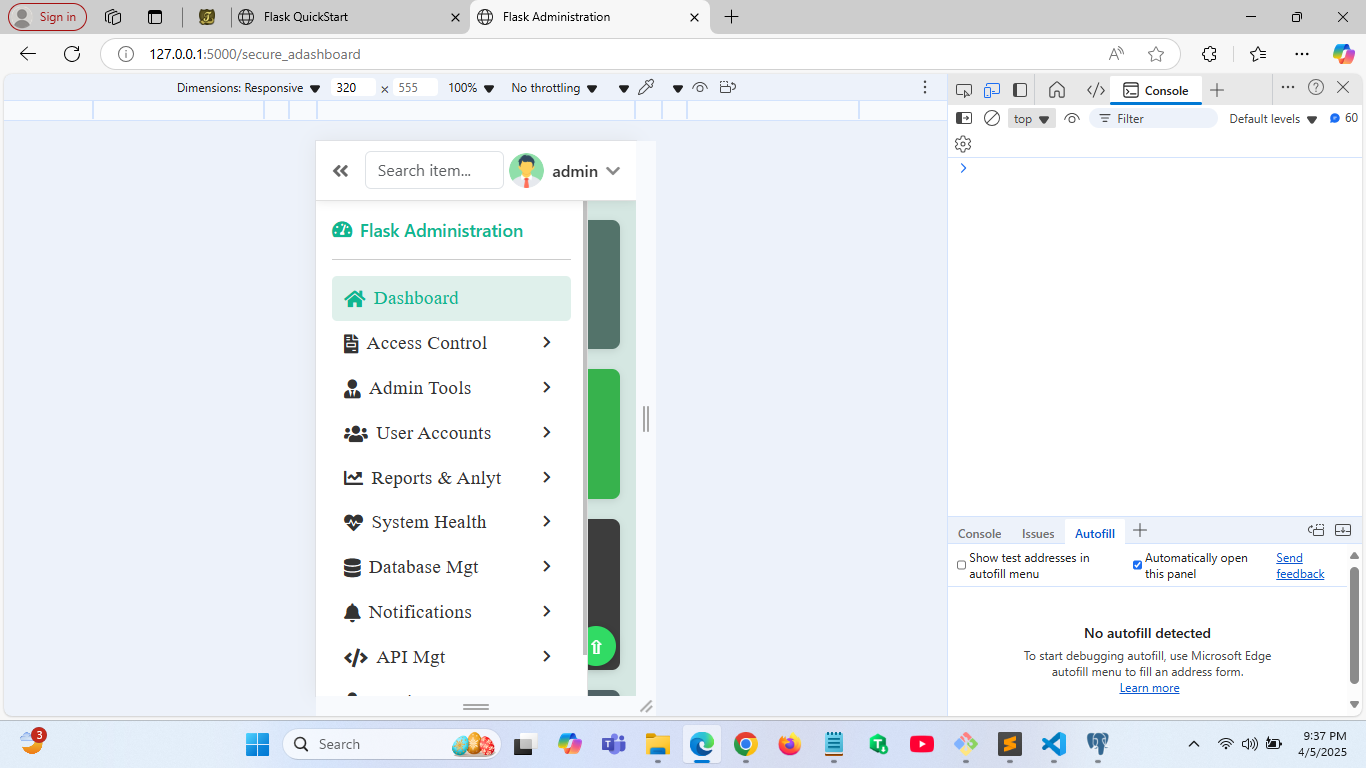 Sign in
Flask QuickStart
Flask Administration
127.0.0.1:5000/secure_adashboard
Dimensions: Responsive
320 × 555
100%
No throttling
Console
top
Filter
Default levels
60
Search item...
admin
Flask Administration
Dashboard
Access Control
Admin Tools
User Accounts
Reports & Anlyt
System Health
Database Mgt
Notifications
API Mgt
Console
Issues
Autofill
Show test addresses in
autofill menu
Automatically open
this panel
Send
feedback
No autofill detected
To start debugging autofill, use Microsoft Edge
autofill menu to fill an address form.
Learn more
3
Search
9:37 PM
4/5/2025